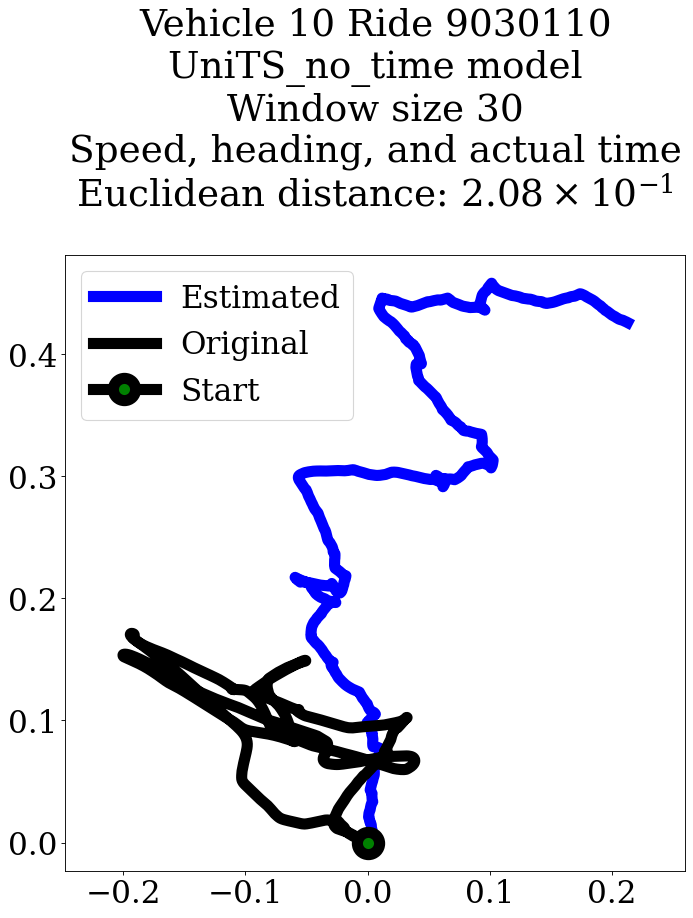 Vehicle 10 Ride 9030110
UniTS_no_time model
Window size 30
Speed, heading, and actual time
Euclidean distance: 2.08 × 10⁻¹
Estimated
Original
Start
0.4
0.3
0.2
0.1
0.0
−0.2 −0.1 0.0 0.1 0.2